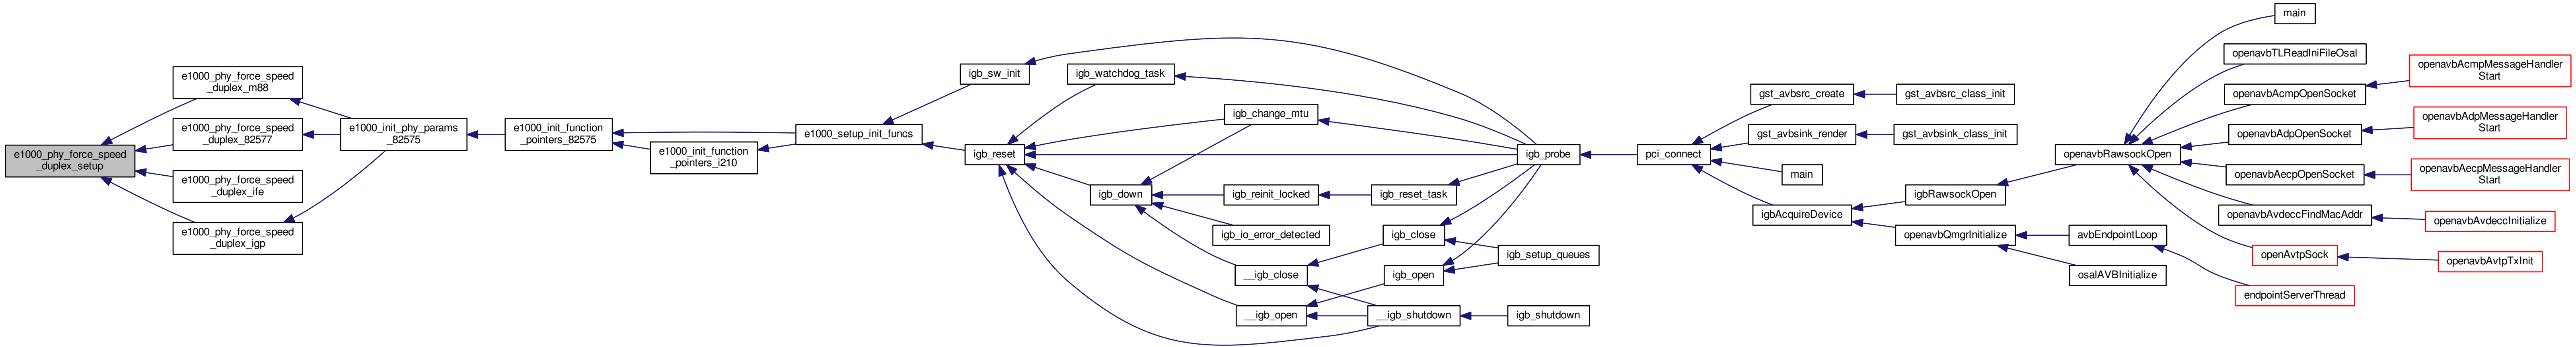 e1000_phy_force_speed
_duplex_setup
e1000_phy_force_speed
_duplex_m88
e1000_phy_force_speed
_duplex_82577
e1000_phy_force_speed
_duplex_ife
e1000_phy_force_speed
_duplex_igp
e1000_init_phy_params
_82575
e1000_init_function
_pointers_82575
e1000_init_function
_pointers_i210
e1000_setup_init_funcs
igb_sw_init
igb_reset
igb_watchdog_task
igb_change_mtu
igb_down
igb_reinit_locked
igb_io_error_detected
__igb_close
__igb_open
igb_reset_task
igb_close
igb_open
__igb_shutdown
igb_probe
igb_setup_queues
igb_shutdown
pci_connect
gst_avbsrc_create
gst_avbsink_render
main
igbAcquireDevice
gst_avbsrc_class_init
gst_avbsink_class_init
igbRawsockOpen
openavbQmgrInitialize
openavbRawsockOpen
avbEndpointLoop
osalAVBInitialize
main
openavbTLReadIniFileOsal
openavbAcmpOpenSocket
openavbAdpOpenSocket
openavbAecpOpenSocket
openavbAvdeccFindMacAddr
openAvtpSock
endpointServerThread
openavbAcmpMessageHandler
Start
openavbAdpMessageHandler
Start
openavbAecpMessageHandler
Start
openavbAvdeccInitialize
openavbAvtpTxInit